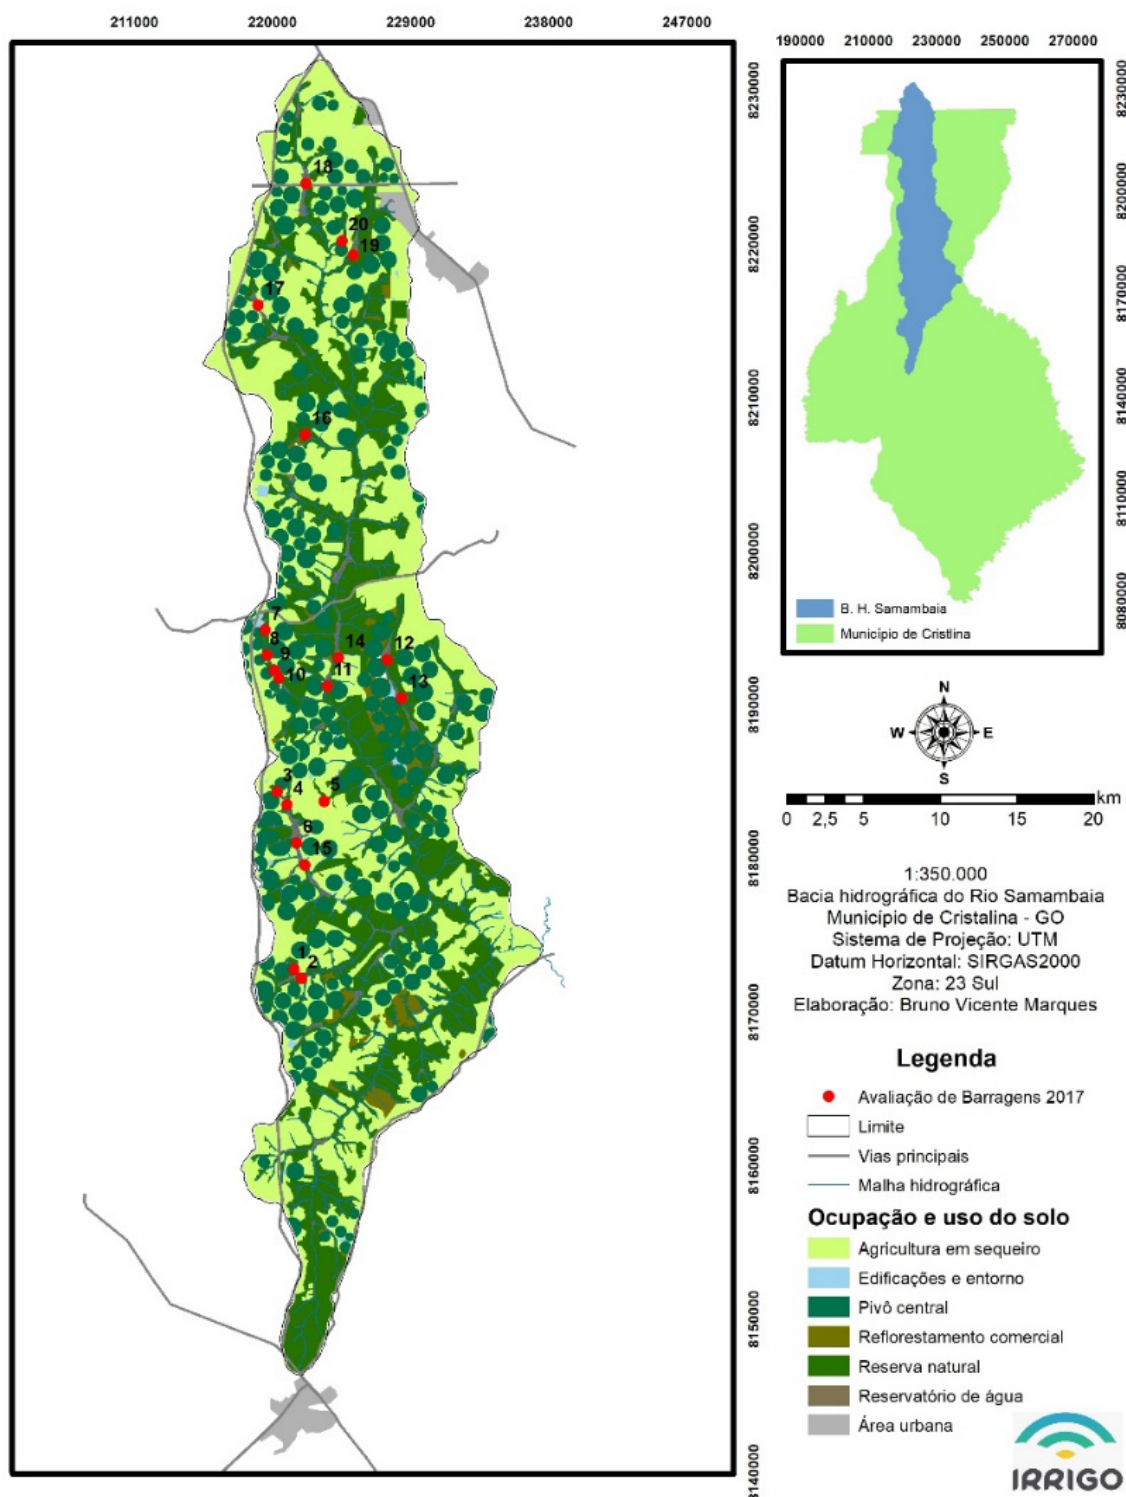 211000 220000 229000 238000 247000
8230000
8220000
8210000
8200000
8190000
8180000
8170000
8160000
8150000
8140000
18
20
19
17
16
7
8
9
10
14
11
12
13
3
4
5
6
15
1
2
190000 210000 230000 250000 270000
8230000
8200000
8170000
8140000
8110000
8080000
B. H. Samambaia
Município de Cristlina
N
W E
S
km
0 2,5 5 10 15 20
1:350.000
Bacia hidrográfica do Rio Samambaia
Município de Cristalina - GO
Sistema de Projeção: UTM
Datum Horizontal: SIRGAS2000
Zona: 23 Sul
Elaboração: Bruno Vicente Marques
Legenda
Avaliação de Barragens 2017
Limite
Vias principais
Malha hidrográfica
Ocupação e uso do solo
Agricultura em sequeiro
Edificações e entorno
Pivô central
Reflorestamento comercial
Reserva natural
Reservatório de água
Área urbana
IRRIGO